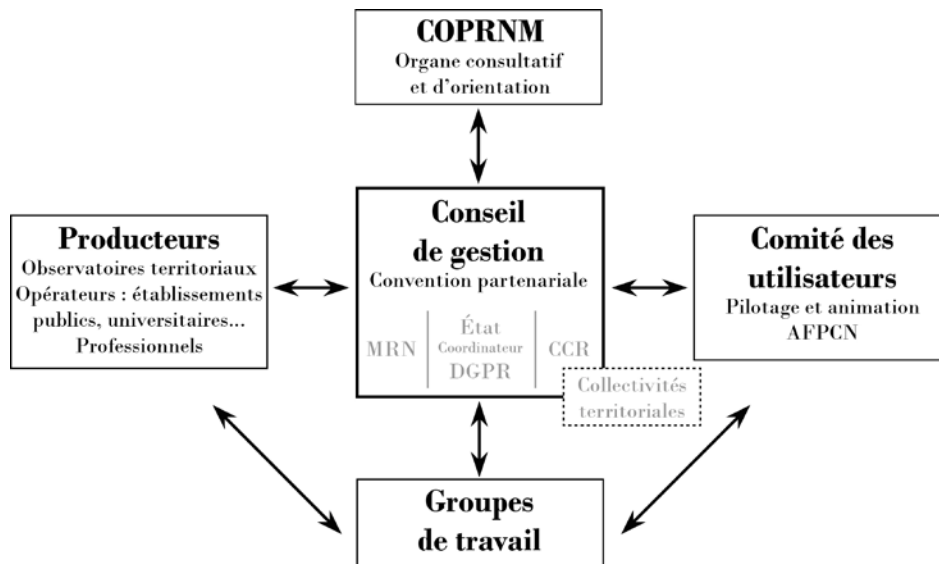 COPRNM
Organe consultatif
et d'orientation
Producteurs
Observatoires territoriaux
Opérateurs : établissements
publics, universitaires...
Professionnels
Conseil
de gestion
Convention partenariale
MRN
État
Coordinateur
DGPR
CCR
Collectivités
territoriales
Comité des
utilisateurs
Pilotage et animation
AFPCN
Groupes
de travail